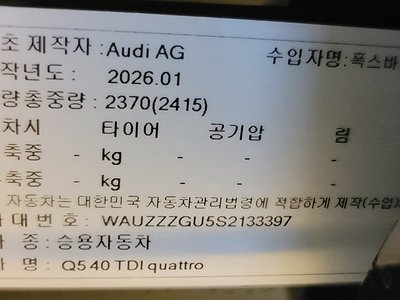 초 제작자 : Audi AG 수입자명 : 폭스바
작년도 : 2026.01
량총중량 : 2370(2415)
차시 타이어 공기압 림
축중 - kg - - -
축중 - kg - - -
자동차는 대한민국 자동차관리법령에 적합하게 제작(수입)
대번호 : WAUZZZGU5S2133397
종 : 승용자동차
명 : Q5 40 TDI quattro